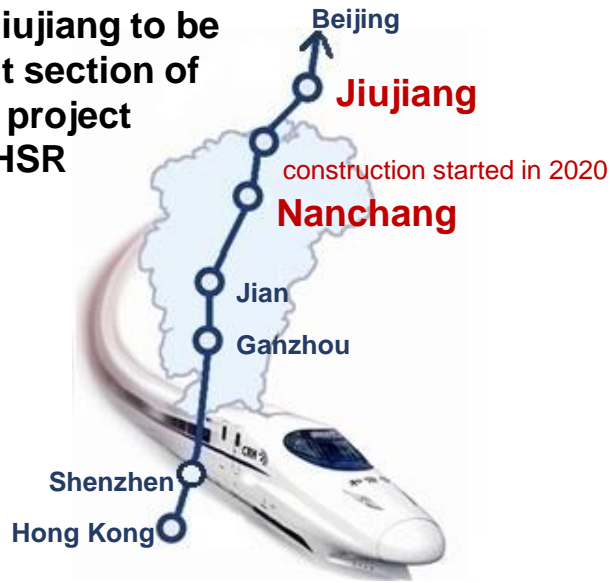 iujiang to be
t section of
project
HSR
Beijing
Jiujiang
construction started in 2020
Nanchang
Jian
Ganzhou
Shenzhen
Hong Kong
CRH